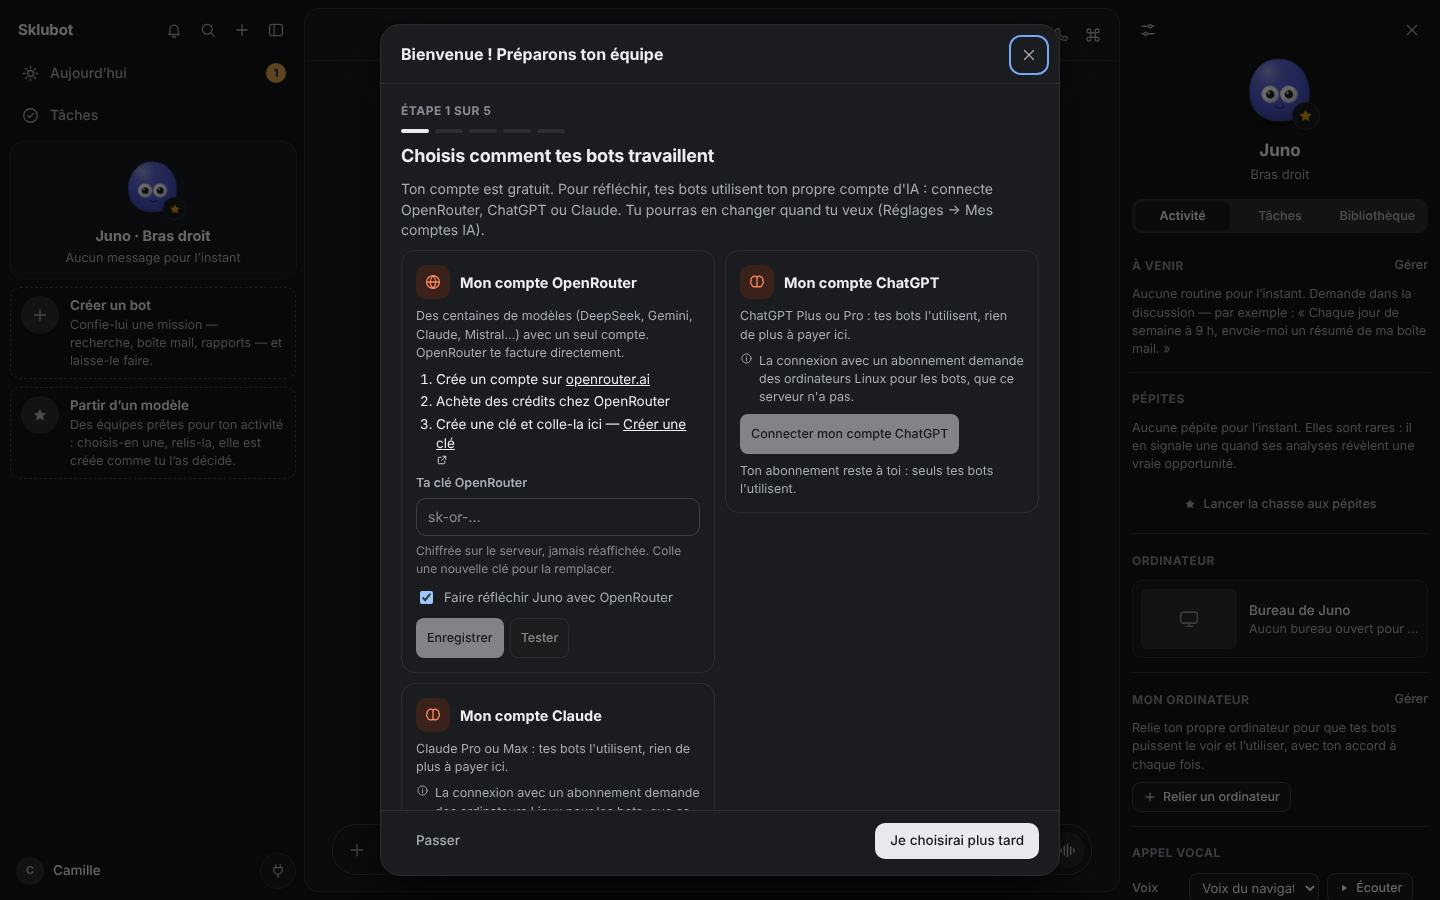 Sklubot
Aujourd’hui
1
Tâches
Juno · Bras droit
Aucun message pour l’instant
Créer un bot
Confie-lui une mission —
recherche, boîte mail, rapports — et
laisse-le faire.
Partir d’un modèle
Des équipes prêtes pour ton activité
: choisis-en une, relis-la, elle est
créée comme tu l’as décidé.
C
Camille
Bienvenue ! Préparons ton équipe
ÉTAPE 1 SUR 5
Choisis comment tes bots travaillent
Ton compte est gratuit. Pour réfléchir, tes bots utilisent ton propre compte d'IA : connecte
OpenRouter, ChatGPT ou Claude. Tu pourras en changer quand tu veux (Réglages → Mes
comptes IA).
Mon compte OpenRouter
Des centaines de modèles (DeepSeek, Gemini,
Claude, Mistral…) avec un seul compte.
OpenRouter te facture directement.
1. Crée un compte sur openrouter.ai
2. Achète des crédits chez OpenRouter
3. Crée une clé et colle-la ici — Créer une
clé
Ta clé OpenRouter
sk-or-...
Chiffrée sur le serveur, jamais réaffichée. Colle
une nouvelle clé pour la remplacer.
Faire réfléchir Juno avec OpenRouter
Enregistrer
Tester
Mon compte ChatGPT
ChatGPT Plus ou Pro : tes bots l'utilisent, rien
de plus à payer ici.
La connexion avec un abonnement demande
des ordinateurs Linux pour les bots, que ce
serveur n'a pas.
Connecter mon compte ChatGPT
Ton abonnement reste à toi : seuls tes bots
l'utilisent.
Mon compte Claude
Claude Pro ou Max : tes bots l'utilisent, rien de
plus à payer ici.
La connexion avec un abonnement demande
des ordinateurs Linux pour les bots, que ce
Passer
Je choisirai plus tard
Juno
Bras droit
Activité
Tâches
Bibliothèque
À VENIR
Gérer
Aucune routine pour l’instant. Demande dans la
discussion — par exemple : « Chaque jour de
semaine à 9 h, envoie-moi un résumé de ma boîte
mail. »
PÉPITES
Aucune pépite pour l’instant. Elles sont rares : il
en signale une quand ses analyses révèlent une
vraie opportunité.
Lancer la chasse aux pépites
ORDINATEUR
Bureau de Juno
Aucun bureau ouvert pour ...
MON ORDINATEUR
Gérer
Relie ton propre ordinateur pour que tes bots
puissent le voir et l’utiliser, avec ton accord à
chaque fois.
Relier un ordinateur
APPEL VOCAL
Voix
Voix du navigat
Écouter